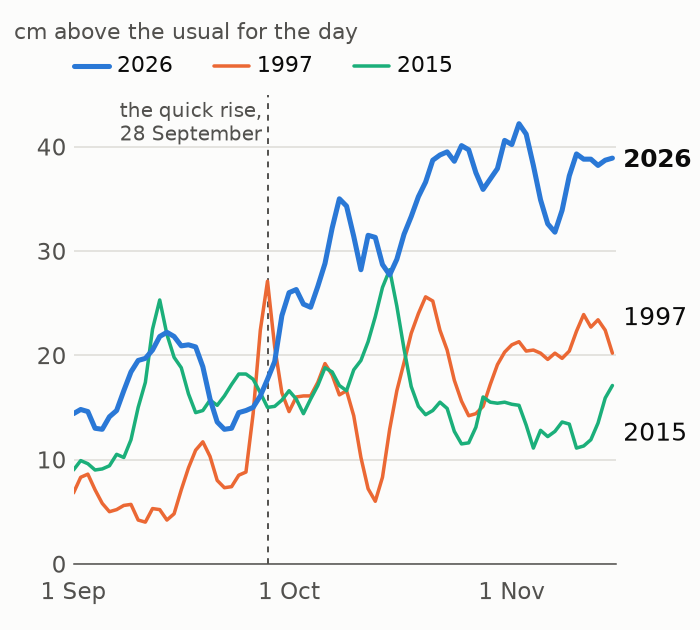 cm above the usual for the day
2026 1997 2015
the quick rise,
28 September
40
2026
30
1997
20
2015
10
0
1 Sep 1 Oct 1 Nov